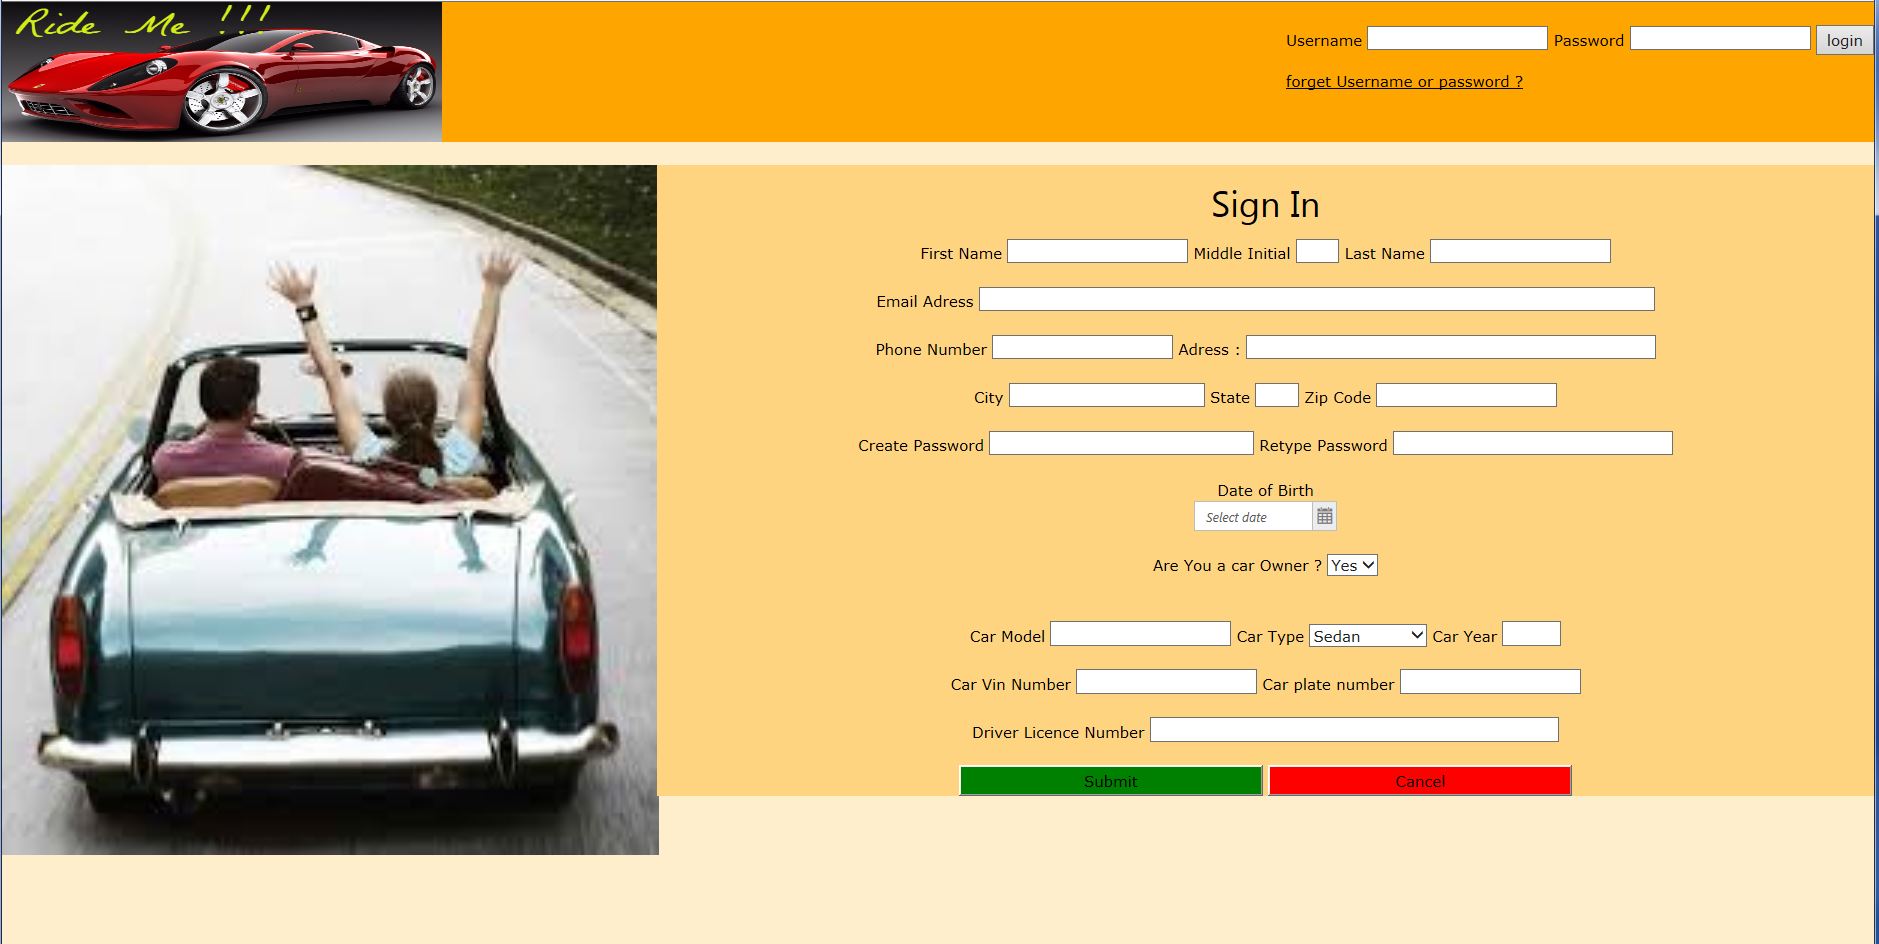 Ride Me !!!
Username Password login
forget Username or password ?
Sign In
First Name Middle Initial Last Name
Email Adress
Phone Number Adress :
City State Zip Code
Create Password Retype Password
Date of Birth
Select date
Are You a car Owner ? Yes
Car Model Car Type Sedan Car Year
Car Vin Number Car plate number
Driver Licence Number
Submit Cancel